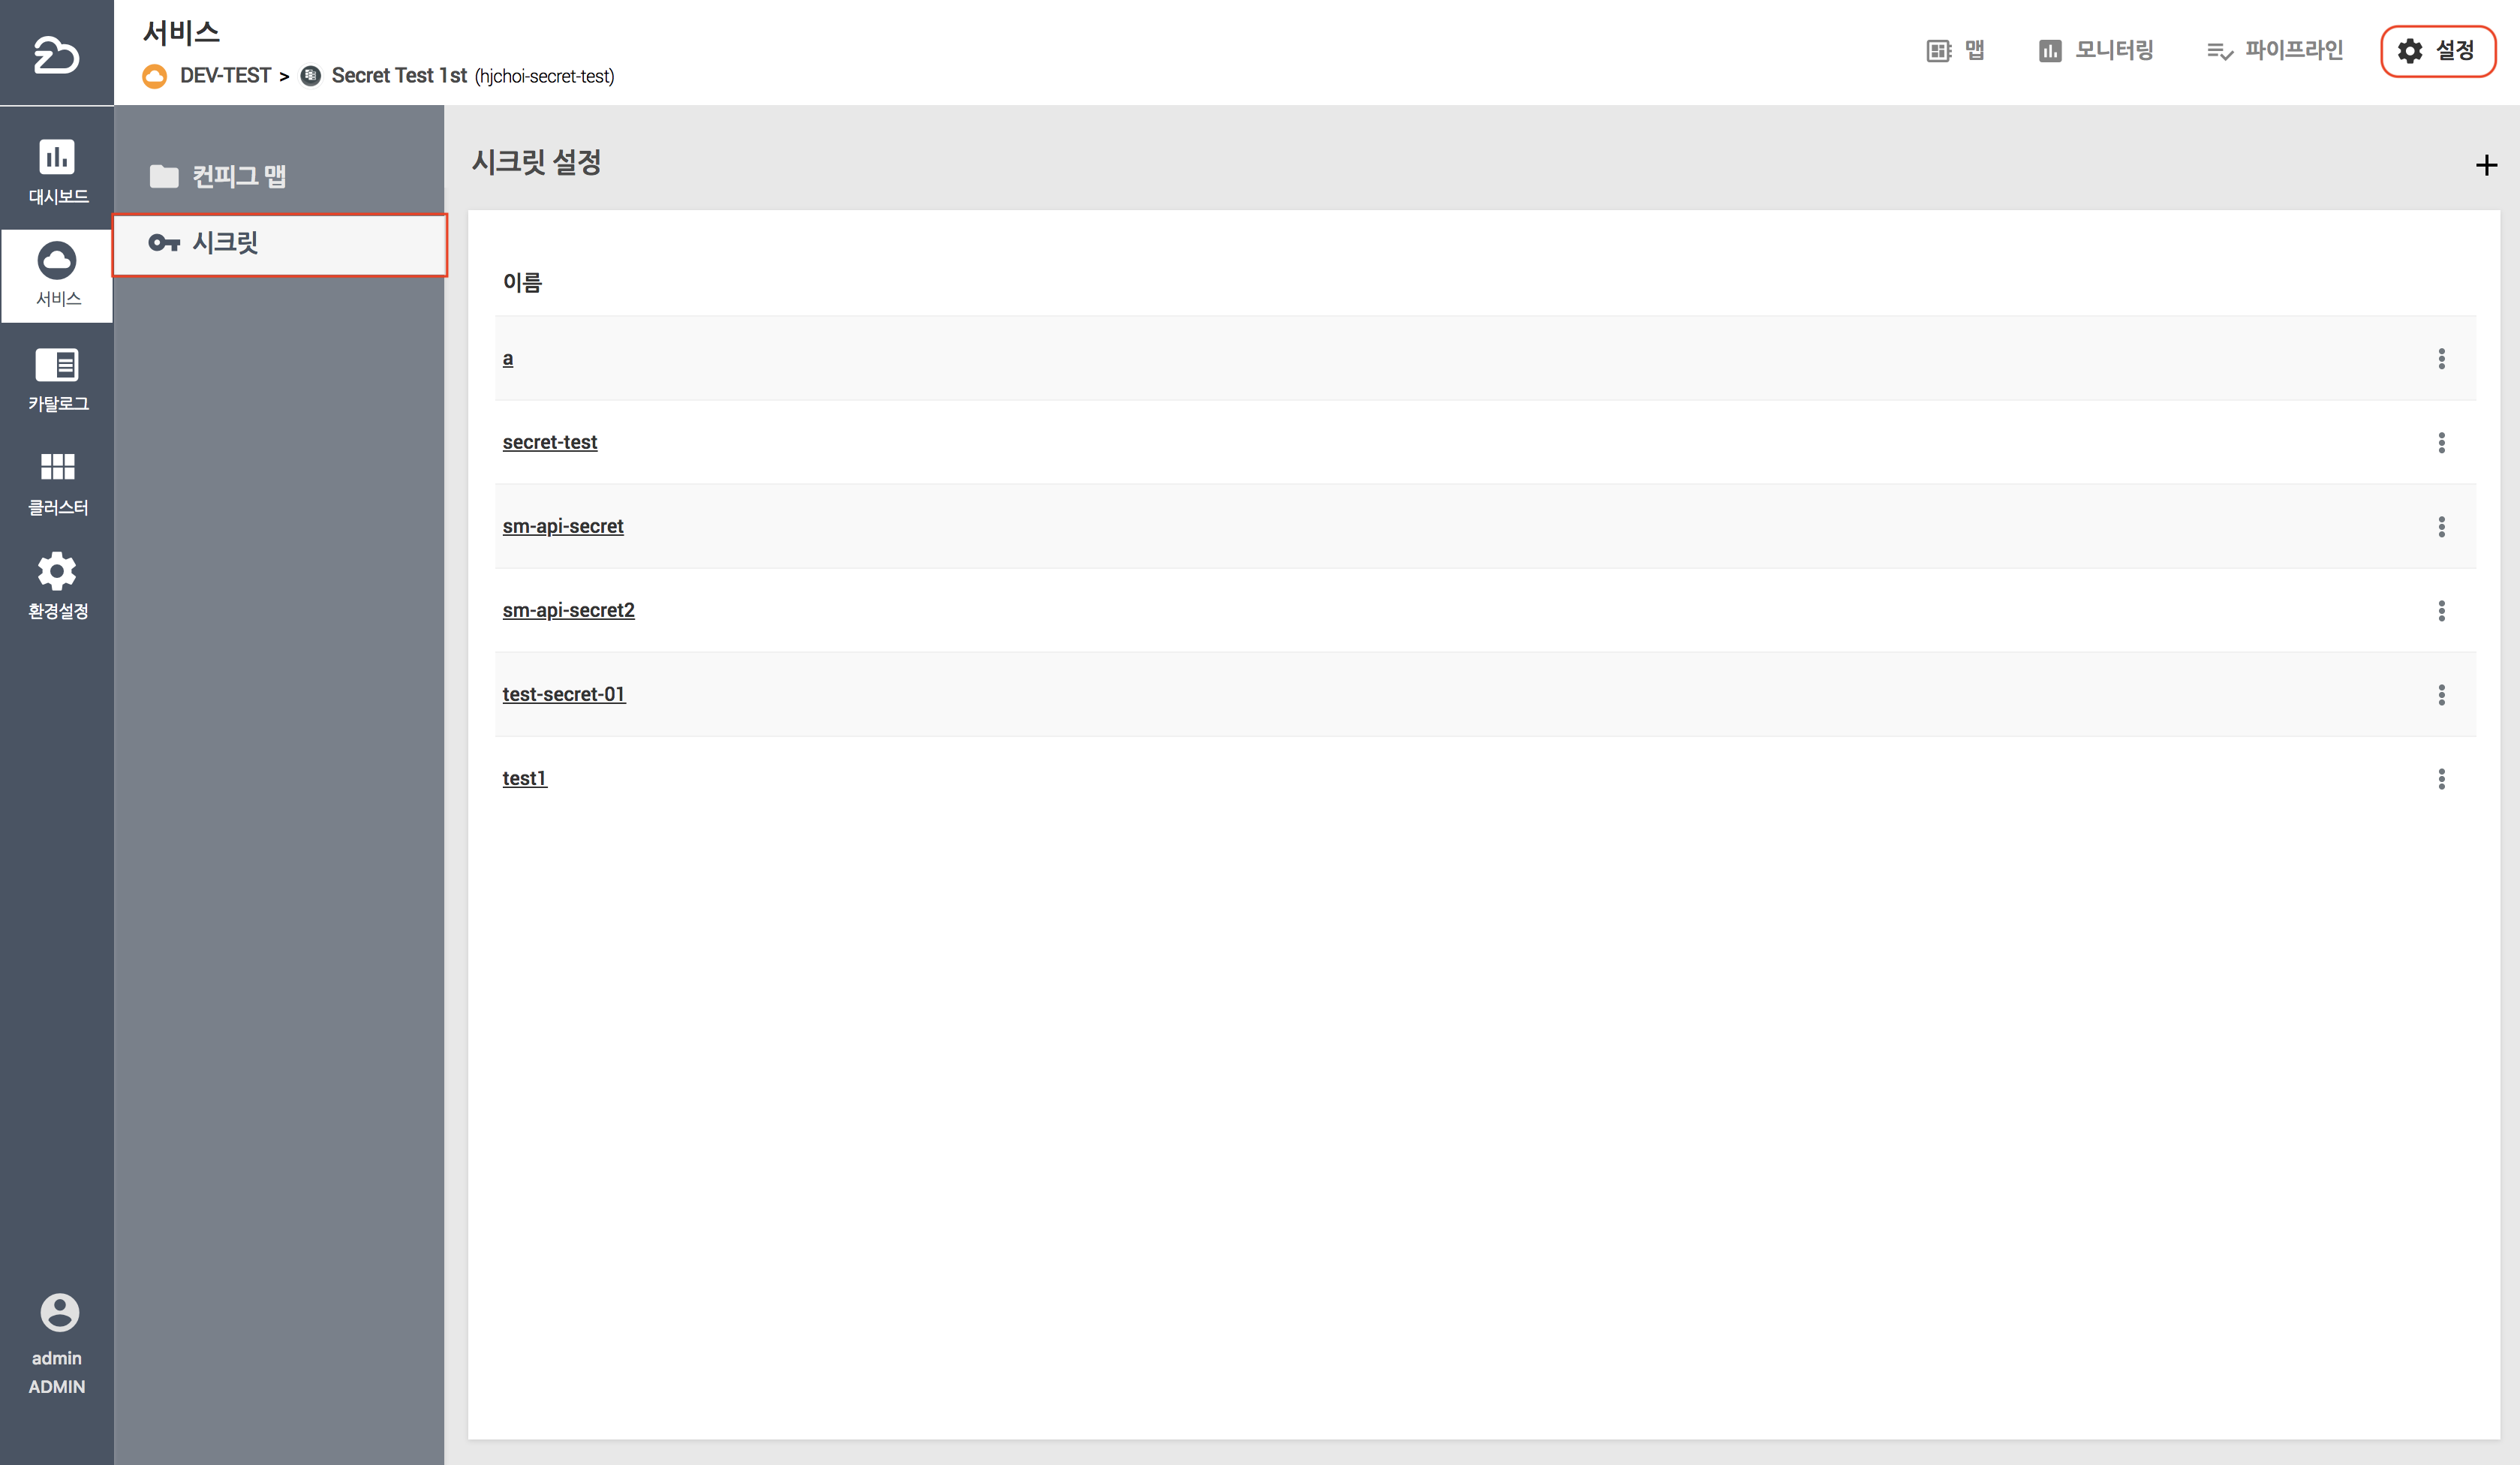 서비스
DEV-TEST > Secret Test 1st (hjchoi-secret-test)
맵
모니터링
파이프라인
설정
대시보드
서비스
카탈로그
클러스터
환경설정
admin
ADMIN
컨피그 맵
시크릿
시크릿 설정
이름
a
secret-test
sm-api-secret
sm-api-secret2
test-secret-01
test1